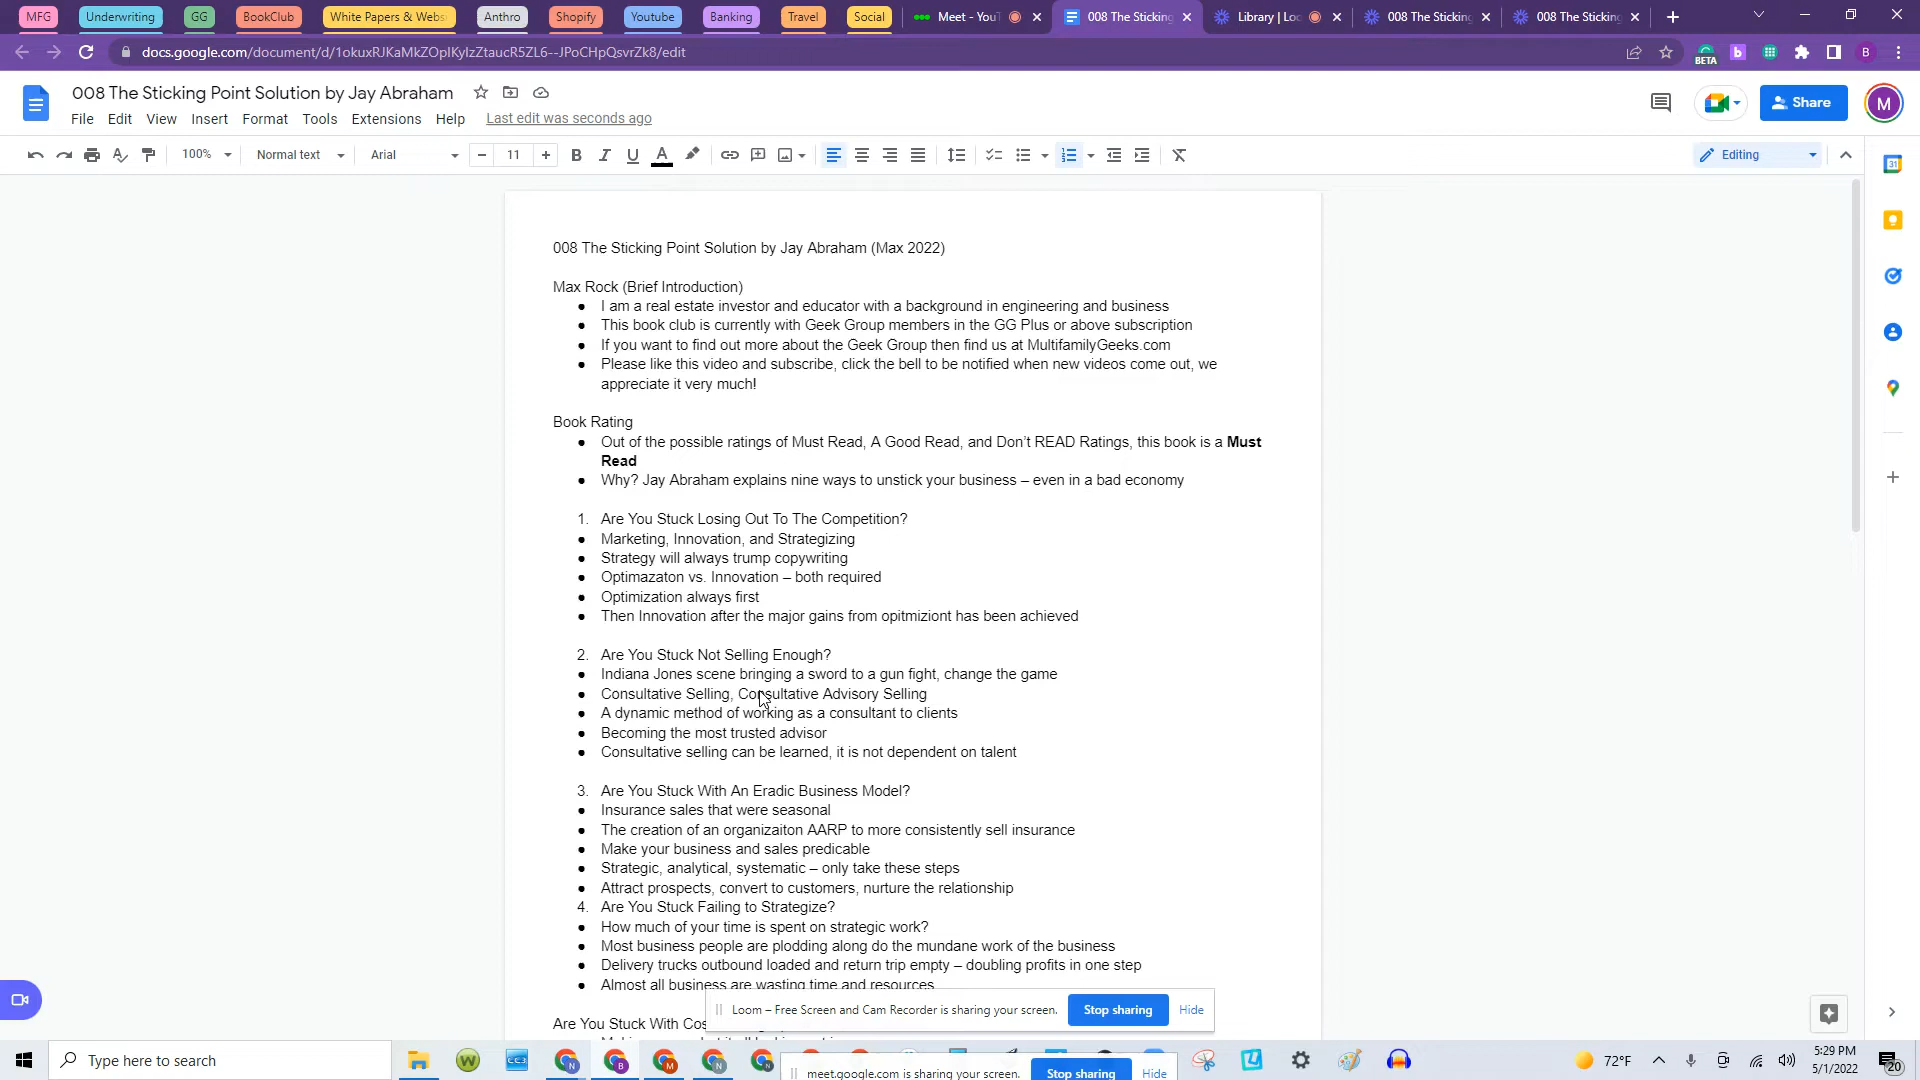 MFG Underwriting GG BookClub White Papers & Webs Anthro Shopify Youtube Banking Travel Social Meet - YouT 008 The Sticking Library | Loo 008 The Sticking 008 The Sticking
docs.google.com/document/d/1okuxRJKaMkZOpIKyIzZtaucR5ZL6--JPoCHpQsvrZk8/edit
BETA
b
B
008 The Sticking Point Solution by Jay Abraham
Share
M
File Edit View Insert Format Tools Extensions Help Last edit was seconds ago
100% Normal text Arial 11 B I U A Editing
31
008 The Sticking Point Solution by Jay Abraham (Max 2022)
Max Rock (Brief Introduction)
● I am a real estate investor and educator with a background in engineering and business
● This book club is currently with Geek Group members in the GG Plus or above subscription
● If you want to find out more about the Geek Group then find us at MultifamilyGeeks.com
● Please like this video and subscribe, click the bell to be notified when new videos come out, we
appreciate it very much!
Book Rating
● Out of the possible ratings of Must Read, A Good Read, and Don't READ Ratings, this book is a Must
Read
● Why? Jay Abraham explains nine ways to unstick your business – even in a bad economy
1. Are You Stuck Losing Out To The Competition?
● Marketing, Innovation, and Strategizing
● Strategy will always trump copywriting
● Optimazaton vs. Innovation – both required
● Optimization always first
● Then Innovation after the major gains from opitmiziont has been achieved
2. Are You Stuck Not Selling Enough?
● Indiana Jones scene bringing a sword to a gun fight, change the game
● Consultative Selling, Consultative Advisory Selling
● A dynamic method of working as a consultant to clients
● Becoming the most trusted advisor
● Consultative selling can be learned, it is not dependent on talent
3. Are You Stuck With An Eradic Business Model?
● Insurance sales that were seasonal
● The creation of an organizaiton AARP to more consistently sell insurance
● Make your business and sales predicable
● Strategic, analytical, systematic – only take these steps
● Attract prospects, convert to customers, nurture the relationship
4. Are You Stuck Failing to Strategize?
● How much of your time is spent on strategic work?
● Most business people are plodding along do the mundane work of the business
● Delivery trucks outbound loaded and return trip empty – doubling profits in one step
● Almost all business are wasting time and resources
Loom – Free Screen and Cam Recorder is sharing your screen. Stop sharing Hide
Are You Stuck With Cos
Type here to search
meet.google.com is sharing your screen. Stop sharing Hide
72°F
5:29 PM
5/1/2022
20